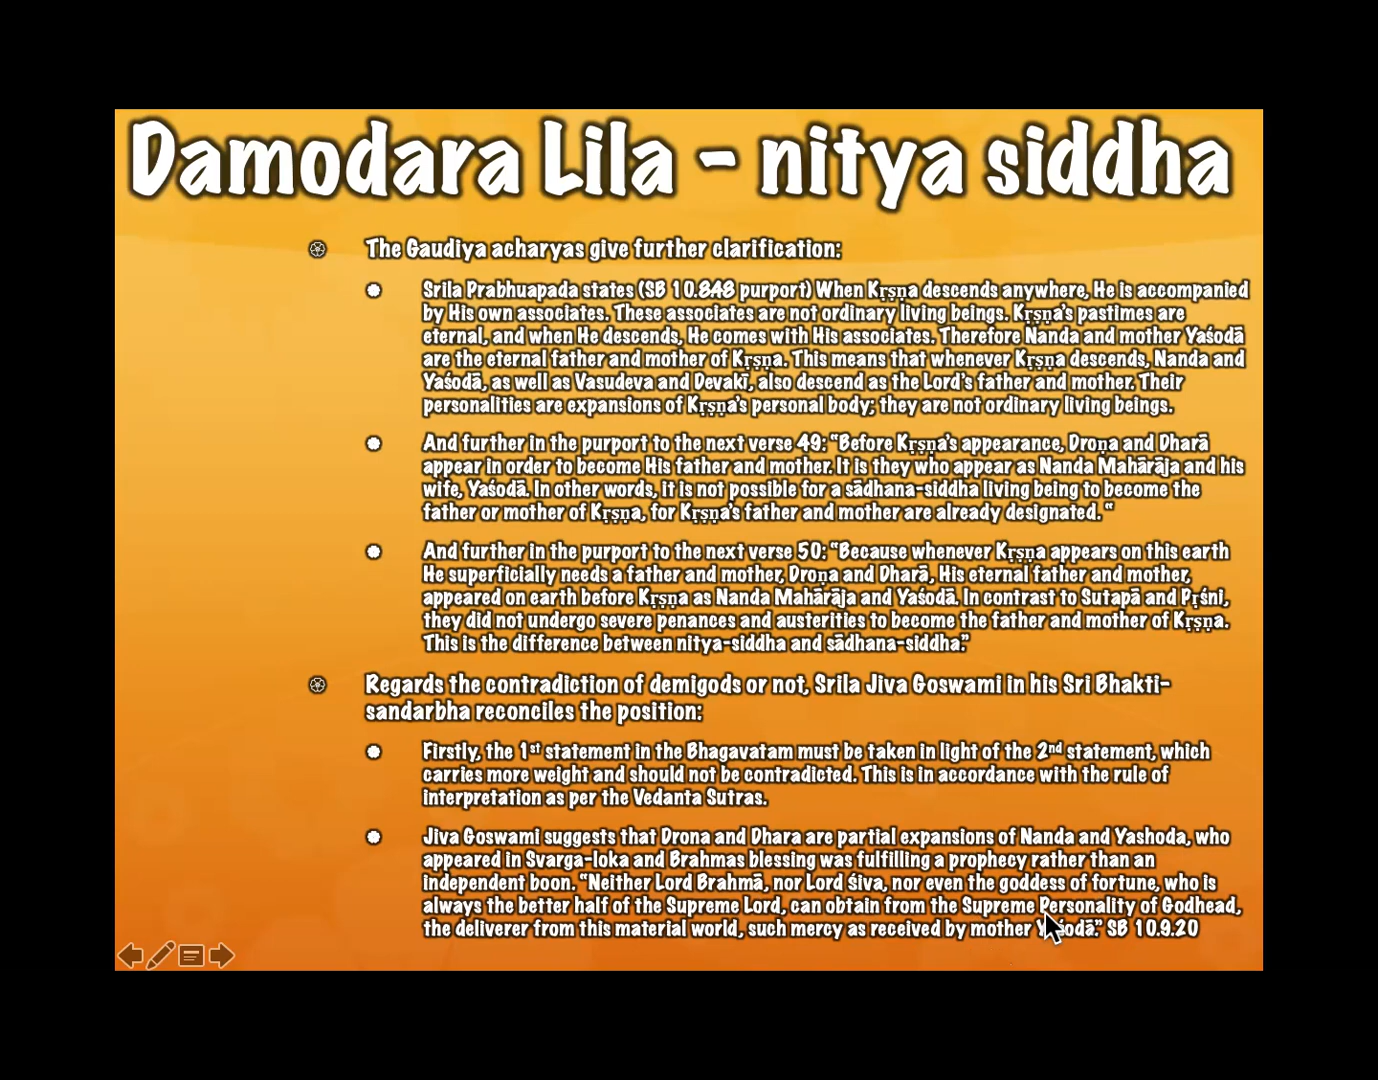 Damodara Lila - nitya siddha
The Gaudiya acharyas give further clarification:
Srila Prabhuapada states (SB 10.848 purport) When Kṛṣṇa descends anywhere, He is accompanied
by His own associates. These associates are not ordinary living beings. Kṛṣṇa's pastimes are
eternal, and when He descends, He comes with His associates. Therefore Nanda and mother Yaśodā
are the eternal father and mother of Kṛṣṇa. This means that whenever Kṛṣṇa descends, Nanda and
Yaśodā, as well as Vasudeva and Devakī, also descend as the Lord's father and mother. Their
personalities are expansions of Kṛṣṇa's personal body; they are not ordinary living beings.
And further in the purport to the next verse 49: "Before Kṛṣṇa's appearance, Droṇa and Dharā
appear in order to become His father and mother. It is they who appear as Nanda Mahārāja and his
wife, Yaśodā. In other words, it is not possible for a sādhana-siddha living being to become the
father or mother of Kṛṣṇa, for Kṛṣṇa's father and mother are already designated. "
And further in the purport to the next verse 50: "Because whenever Kṛṣṇa appears on this earth
He superficially needs a father and mother, Droṇa and Dharā, His eternal father and mother,
appeared on earth before Kṛṣṇa as Nanda Mahārāja and Yaśodā. In contrast to Sutapā and Pṛśni,
they did not undergo severe penances and austerities to become the father and mother of Kṛṣṇa.
This is the difference between nitya-siddha and sādhana-siddha."
Regards the contradiction of demigods or not, Srila Jiva Goswami in his Sri Bhakti-
sandarbha reconciles the position:
Firstly, the 1st statement in the Bhagavatam must be taken in light of the 2nd statement, which
carries more weight and should not be contradicted. This is in accordance with the rule of
interpretation as per the Vedanta Sutras.
Jiva Goswami suggests that Drona and Dhara are partial expansions of Nanda and Yashoda, who
appeared in Svarga-loka and Brahmas blessing was fulfilling a prophecy rather than an
independent boon. "Neither Lord Brahmā, nor Lord śiva, nor even the goddess of fortune, who is
always the better half of the Supreme Lord, can obtain from the Supreme Personality of Godhead,
the deliverer from this material world, such mercy as received by mother Yaśodā." SB 10.9.20